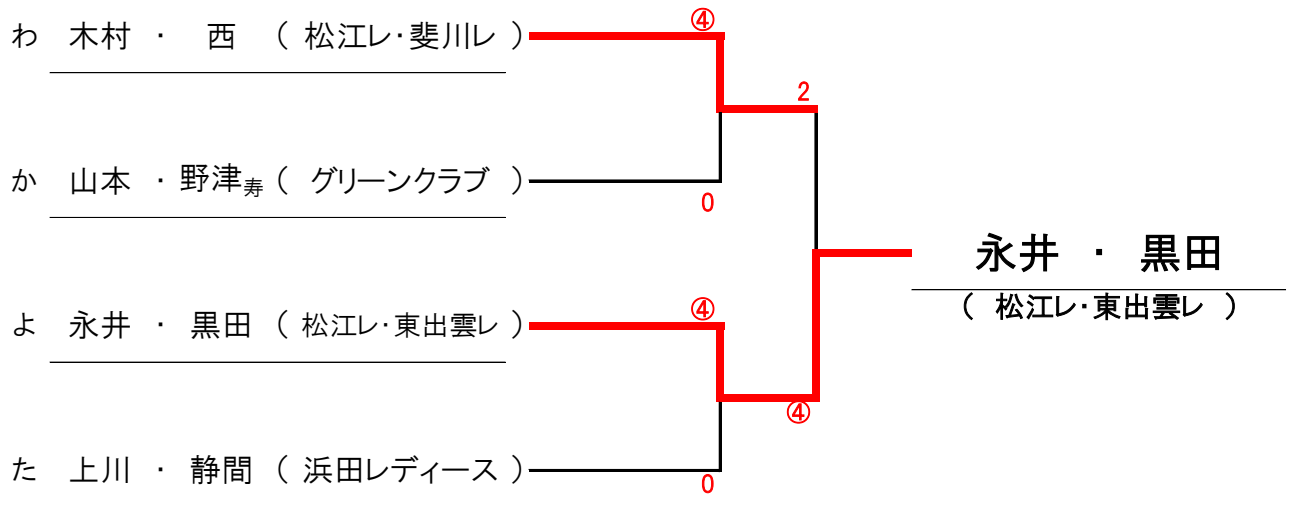 ④
わ 木村 ・ 西 ( 松江レ・斐川レ )
2
か 山本 ・ 野津寿 ( グリーンクラブ )
0
永井 ・ 黒田
( 松江レ・東出雲レ )
④
よ 永井 ・ 黒田 ( 松江レ・東出雲レ )
④
た 上川 ・ 静間 ( 浜田レディース )
0